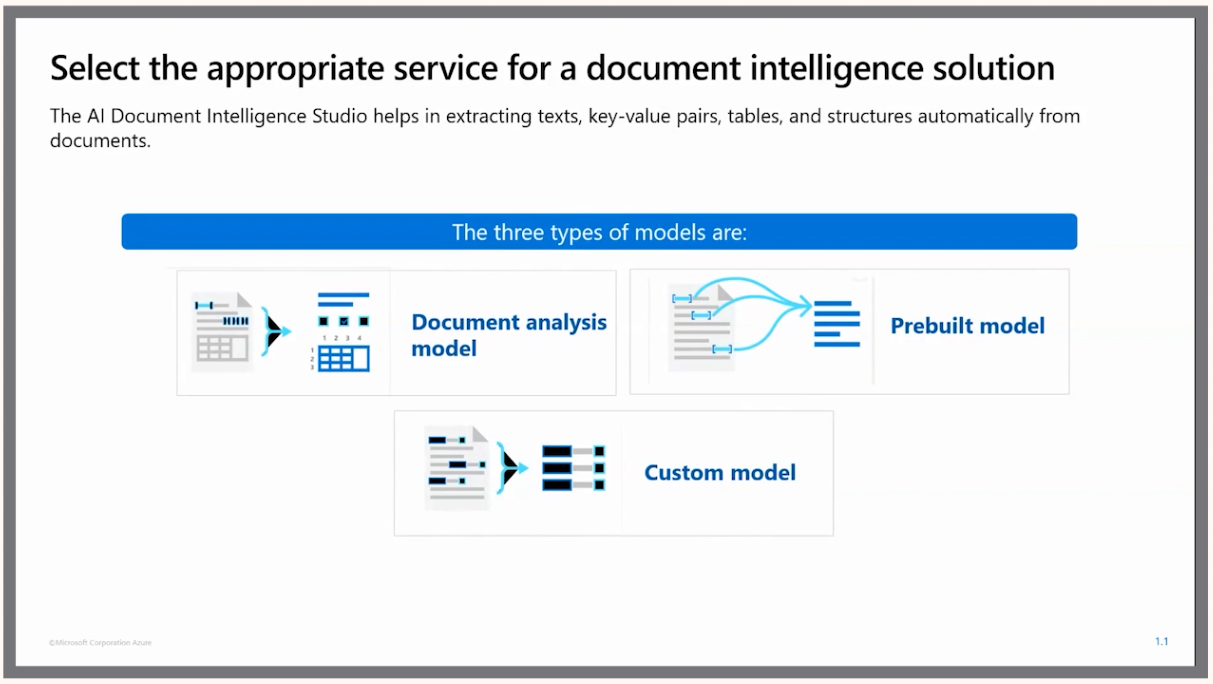 Select the appropriate service for a document intelligence solution
The AI Document Intelligence Studio helps in extracting texts, key-value pairs, tables, and structures automatically from
documents.
The three types of models are:
1 2 3 4
1
2
3
Document analysis
model
Prebuilt model
Custom model
©Microsoft Corporation Azure
1.1